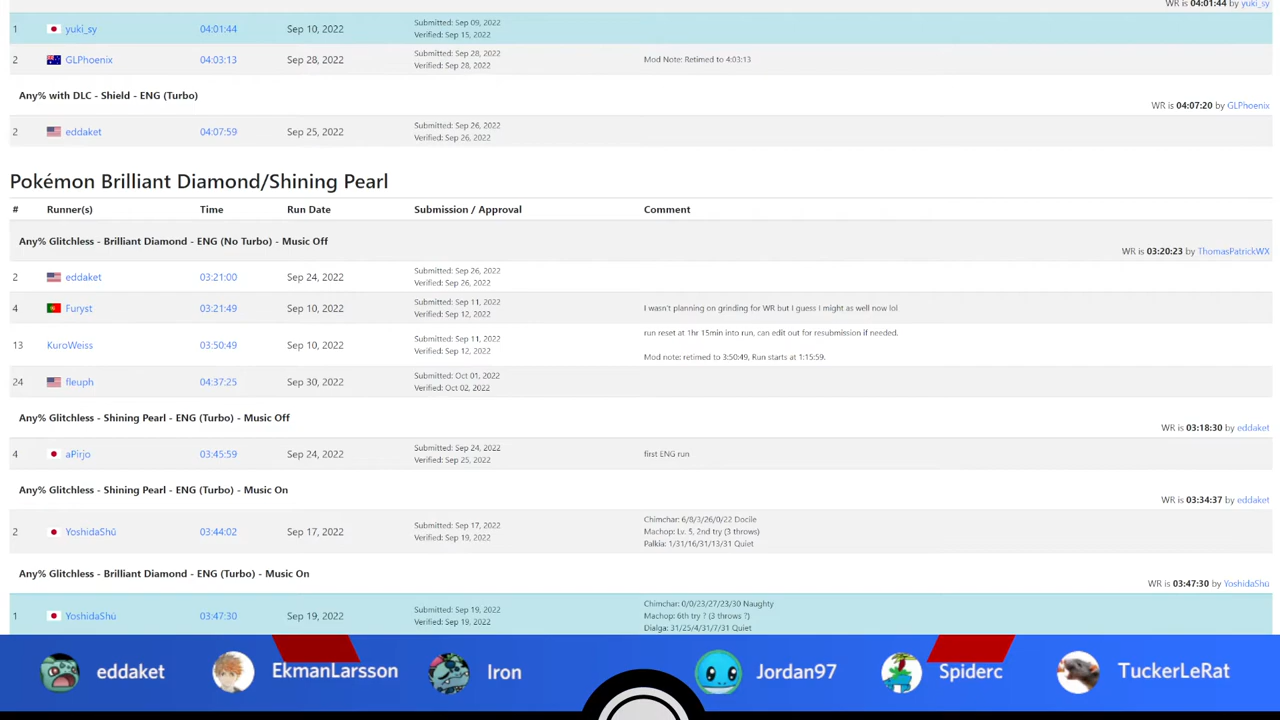 WR is 04:01:44 by yuki_sy
1 yuki_sy 04:01:44 Sep 10, 2022 Submitted: Sep 09, 2022
Verified: Sep 15, 2022
2 GLPhoenix 04:03:13 Sep 28, 2022 Submitted: Sep 28, 2022
Verified: Sep 28, 2022 Mod Note: Retimed to 4:03:13
Any% with DLC - Shield - ENG (Turbo)
WR is 04:07:20 by GLPhoenix
2 eddaket 04:07:59 Sep 25, 2022 Submitted: Sep 26, 2022
Verified: Sep 26, 2022
Pokémon Brilliant Diamond/Shining Pearl
# Runner(s) Time Run Date Submission / Approval Comment
Any% Glitchless - Brilliant Diamond - ENG (No Turbo) - Music Off
WR is 03:20:23 by ThomasPatrickWX
2 eddaket 03:21:00 Sep 24, 2022 Submitted: Sep 26, 2022
Verified: Sep 26, 2022
4 Furyst 03:21:49 Sep 10, 2022 Submitted: Sep 11, 2022
Verified: Sep 12, 2022 I wasn't planning on grinding for WR but I guess I might as well now lol
13 KuroWeiss 03:50:49 Sep 10, 2022 Submitted: Sep 11, 2022
Verified: Sep 12, 2022
run reset at 1hr 15min into run, can edit out for resubmission if needed.
Mod note: retimed to 3:50:49, Run starts at 1:15:59.
24 fleuph 04:37:25 Sep 30, 2022 Submitted: Oct 01, 2022
Verified: Oct 02, 2022
Any% Glitchless - Shining Pearl - ENG (Turbo) - Music Off
WR is 03:18:30 by eddaket
4 aPirjo 03:45:59 Sep 24, 2022 Submitted: Sep 24, 2022
Verified: Sep 25, 2022 first ENG run
Any% Glitchless - Shining Pearl - ENG (Turbo) - Music On
WR is 03:34:37 by eddaket
2 YoshidaShū 03:44:02 Sep 17, 2022 Submitted: Sep 17, 2022
Verified: Sep 19, 2022
Chimchar: 6/8/3/26/0/22 Docile
Machop: Lv. 5, 2nd try (3 throws)
Palkia: 1/31/16/31/13/31 Quiet
Any% Glitchless - Brilliant Diamond - ENG (Turbo) - Music On
WR is 03:47:30 by YoshidaShū
1 YoshidaShū 03:47:30 Sep 19, 2022 Submitted: Sep 19, 2022
Verified: Sep 19, 2022
Chimchar: 0/0/23/27/23/30 Naughty
Machop: 6th try ? (3 throws ?)
Dialga: 31/25/4/31/7/31 Quiet
eddaket EkmanLarsson Iron Jordan97 Spiderc TuckerLeRat